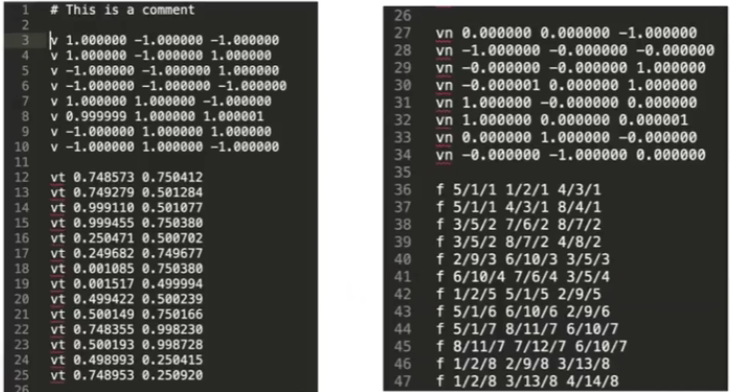 1 # This is a comment
2
3 v 1.000000 -1.000000 -1.000000
4 v 1.000000 -1.000000 1.000000
5 v -1.000000 -1.000000 1.000000
6 v -1.000000 -1.000000 -1.000000
7 v 1.000000 1.000000 -1.000000
8 v 0.999999 1.000000 1.000001
9 v -1.000000 1.000000 1.000000
10 v -1.000000 1.000000 -1.000000
11
12 vt 0.748573 0.750412
13 vt 0.749279 0.501284
14 vt 0.999110 0.501077
15 vt 0.999455 0.750380
16 vt 0.250471 0.500702
17 vt 0.249682 0.749677
18 vt 0.001085 0.750380
19 vt 0.001517 0.499994
20 vt 0.499422 0.500239
21 vt 0.500149 0.750166
22 vt 0.748355 0.998230
23 vt 0.500193 0.998728
24 vt 0.498993 0.250415
25 vt 0.748953 0.250920
26
26
27 vn 0.000000 0.000000 -1.000000
28 vn -1.000000 -0.000000 -0.000000
29 vn -0.000000 -0.000000 1.000000
30 vn -0.000001 0.000000 1.000000
31 vn 1.000000 -0.000000 0.000000
32 vn 1.000000 0.000000 0.000001
33 vn 0.000000 1.000000 -0.000000
34 vn -0.000000 -1.000000 0.000000
35
36 f 5/1/1 1/2/1 4/3/1
37 f 5/1/1 4/3/1 8/4/1
38 f 3/5/2 7/6/2 8/7/2
39 f 3/5/2 8/7/2 4/8/2
40 f 2/9/3 6/10/3 3/5/3
41 f 6/10/4 7/6/4 3/5/4
42 f 1/2/5 5/1/5 2/9/5
43 f 5/1/6 6/10/6 2/9/6
44 f 5/1/7 8/11/7 6/10/7
45 f 8/11/7 7/12/7 6/10/7
46 f 1/2/8 2/9/8 3/13/8
47 f 1/2/8 3/13/8 4/14/8